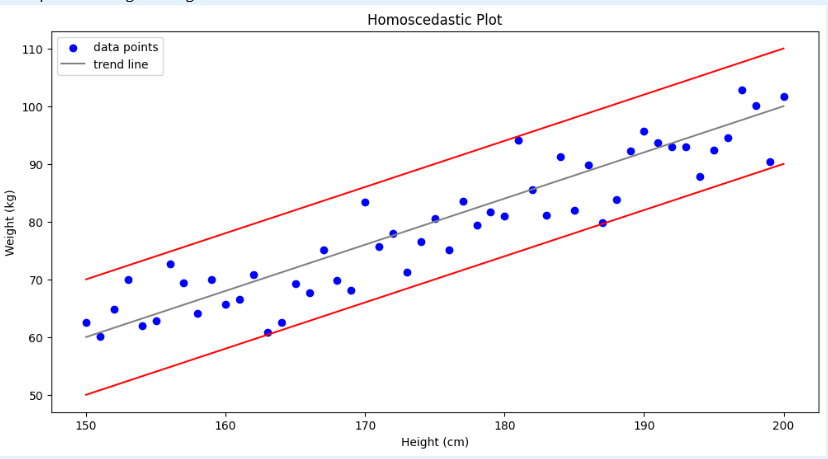 Homoscedastic Plot
data points
trend line
110
100
90
80
70
60
50
Weight (kg)
150 160 170 180 190 200
Height (cm)